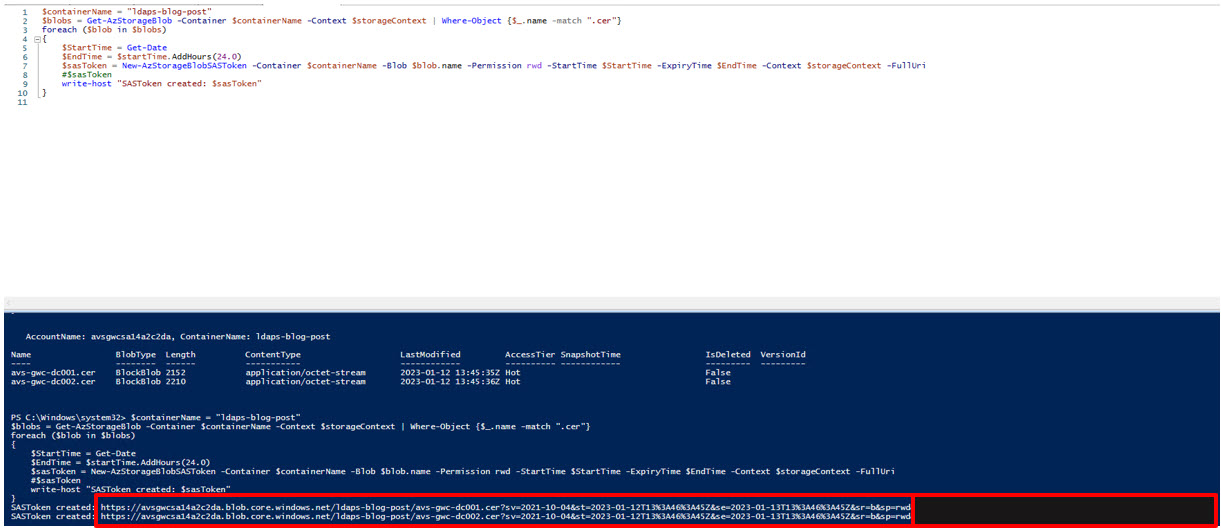 1 $containerName = "ldaps-blog-post"
2 $blobs = Get-AzStorageBlob -Container $containerName -Context $storageContext | Where-Object {$_.name -match ".cer"}
3 foreach ($blob in $blobs)
4 {
5 $StartTime = Get-Date
6 $EndTime = $startTime.AddHours(24.0)
7 $sasToken = New-AzStorageBlobSASToken -Container $containerName -Blob $blob.name -Permission rwd -StartTime $StartTime -ExpiryTime $EndTime -Context $storageContext -FullUri
8 #$sasToken
9 write-host "SASToken created: $sasToken"
10 }
11
AccountName: avsgwcsa14a2c2da, ContainerName: ldaps-blog-post
Name BlobType Length ContentType LastModified AccessTier SnapshotTime IsDeleted VersionId
---- -------- ------ ----------- ------------ ---------- ------------ --------- ---------
avs-gwc-dc001.cer BlockBlob 2152 application/octet-stream 2023-01-12 13:45:35Z Hot False
avs-gwc-dc002.cer BlockBlob 2210 application/octet-stream 2023-01-12 13:45:36Z Hot False
PS C:\Windows\system32> $containerName = "ldaps-blog-post"
$blobs = Get-AzStorageBlob -Container $containerName -Context $storageContext | Where-Object {$_.name -match ".cer"}
foreach ($blob in $blobs)
{
$StartTime = Get-Date
$EndTime = $startTime.AddHours(24.0)
$sasToken = New-AzStorageBlobSASToken -Container $containerName -Blob $blob.name -Permission rwd -StartTime $StartTime -ExpiryTime $EndTime -Context $storageContext -FullUri
#$sasToken
write-host "SASToken created: $sasToken"
}
SASToken created: https://avsgwcsa14a2c2da.blob.core.windows.net/ldaps-blog-post/avs-gwc-dc001.cer?sv=2021-10-04&st=2023-01-12T13%3A46%3A45Z&se=2023-01-13T13%3A46%3A45Z&sr=b&sp=rwd
SASToken created: https://avsgwcsa14a2c2da.blob.core.windows.net/ldaps-blog-post/avs-gwc-dc002.cer?sv=2021-10-04&st=2023-01-12T13%3A46%3A45Z&se=2023-01-13T13%3A46%3A45Z&sr=b&sp=rwd